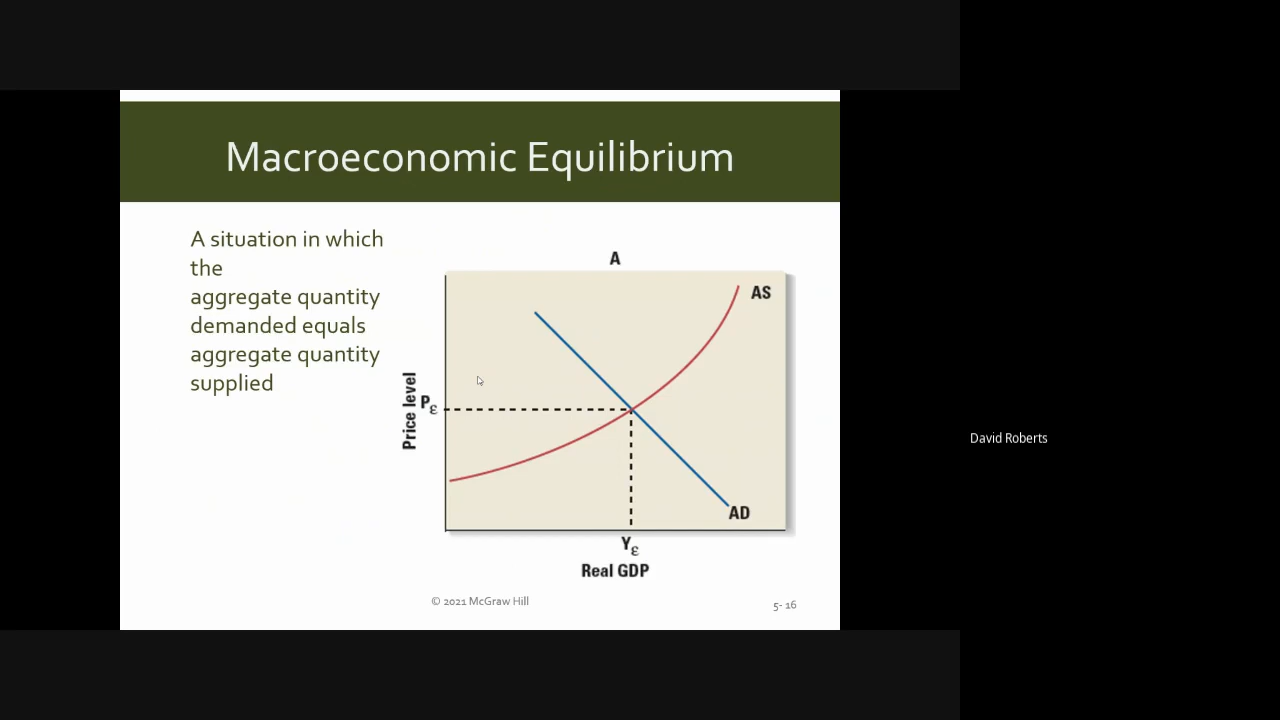 Macroeconomic Equilibrium
A situation in which
the
aggregate quantity
demanded equals
aggregate quantity
supplied
A
AS
Price level
Pε
AD
Yε
Real GDP
© 2021 McGraw Hill
5- 16
David Roberts